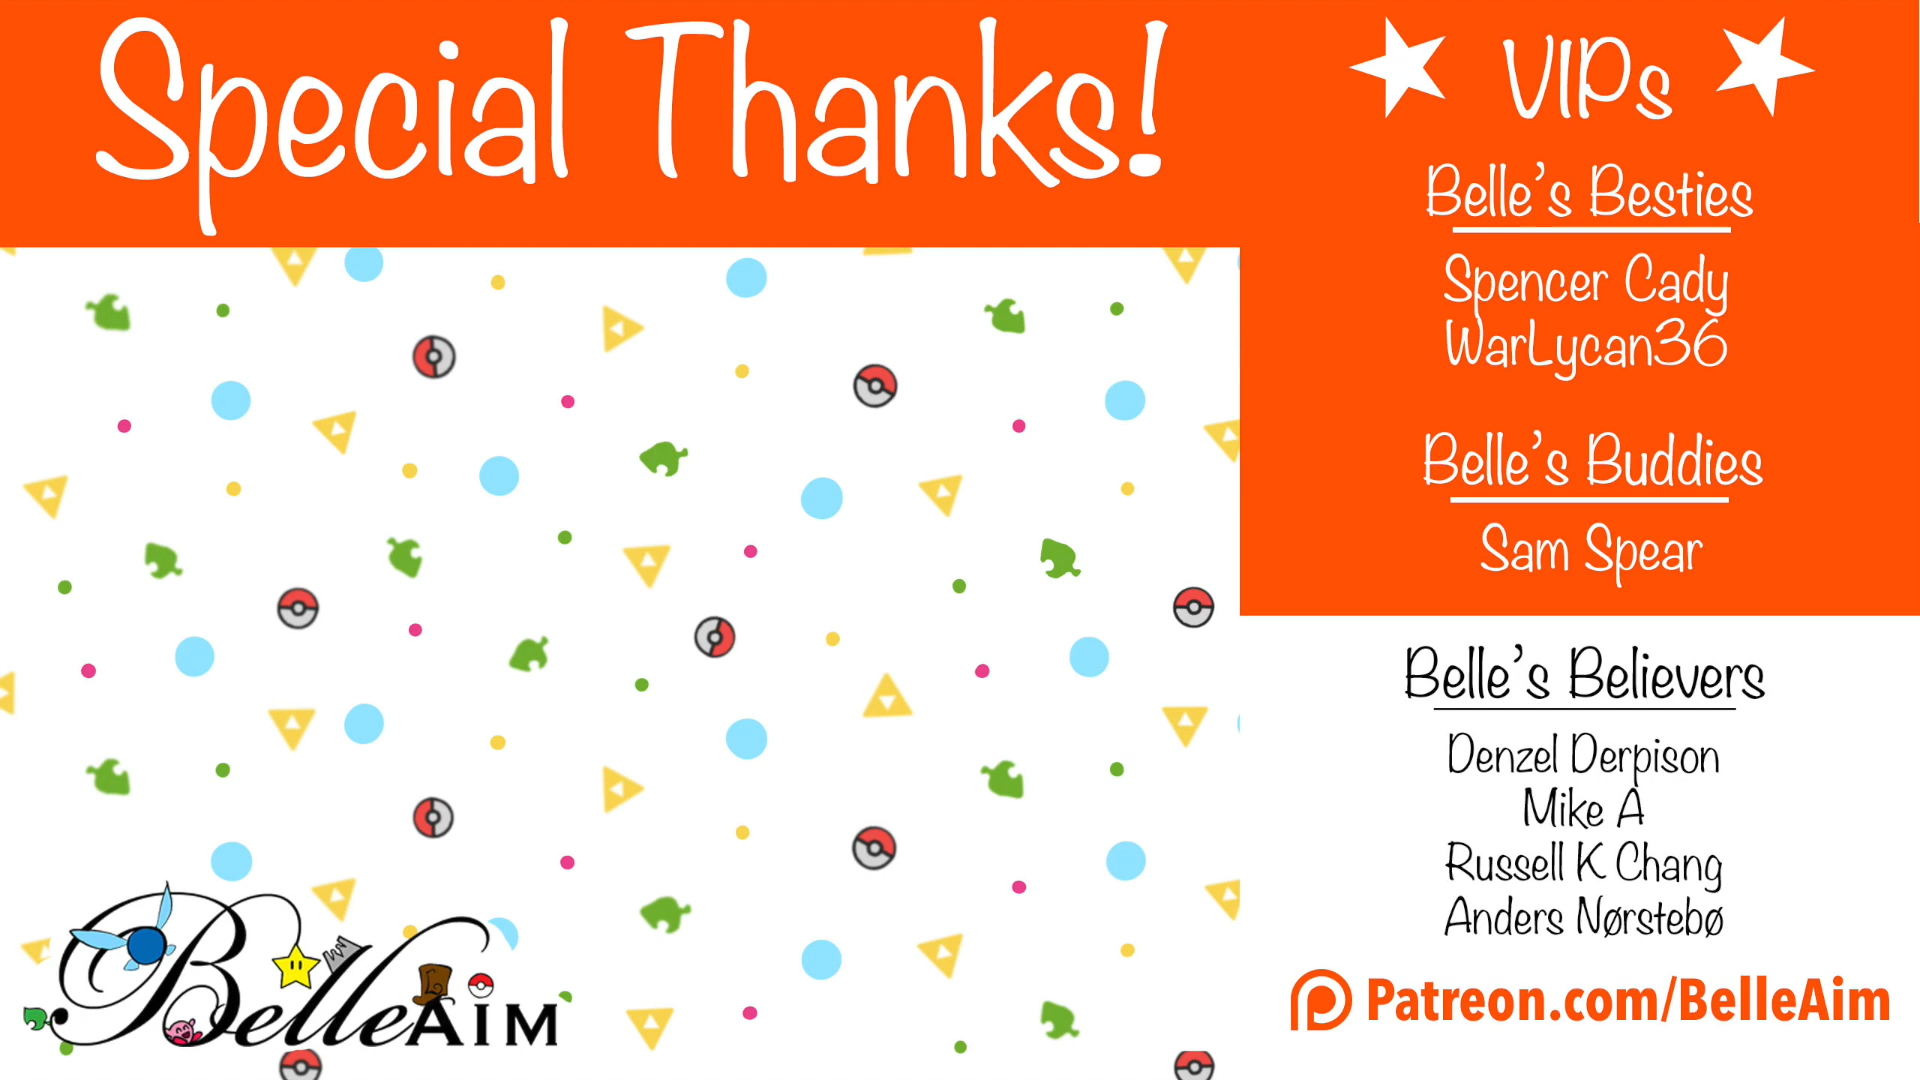 Special Thanks!
VIPs
Belle's Besties
Spencer Cady
WarLycan36
Belle's Buddies
Sam Spear
Belle's Believers
Denzel Derpison
Mike A
Russell K Chang
Anders Nørstebø
Patreon.com/BelleAim
BelleAim